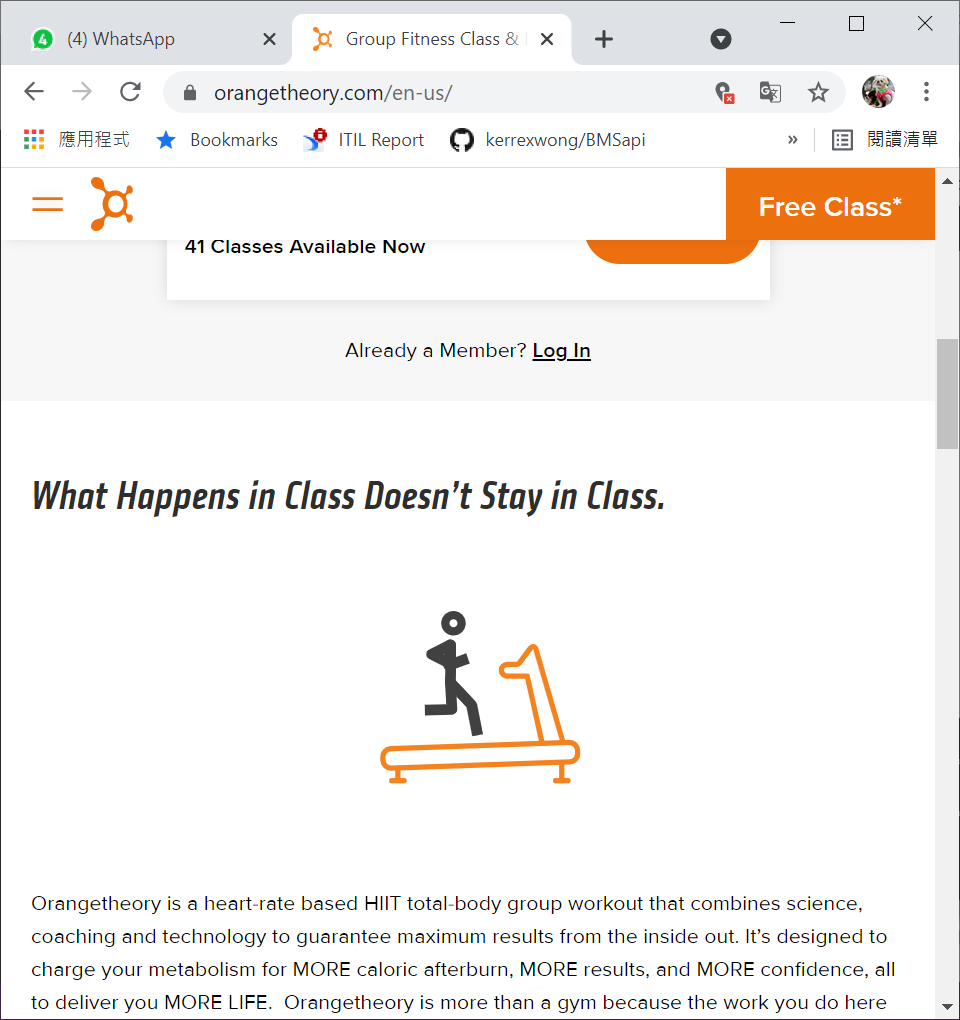 4 (4) WhatsApp
Group Fitness Class &
orangetheory.com/en-us/
應用程式 Bookmarks ITIL Report kerrexwong/BMSapi » 閱讀清單
Free Class*
41 Classes Available Now
Already a Member? Log In
What Happens in Class Doesn’t Stay in Class.
Orangetheory is a heart-rate based HIIT total-body group workout that combines science,
coaching and technology to guarantee maximum results from the inside out. It’s designed to
charge your metabolism for MORE caloric afterburn, MORE results, and MORE confidence, all
to deliver you MORE LIFE. Orangetheory is more than a gym because the work you do here